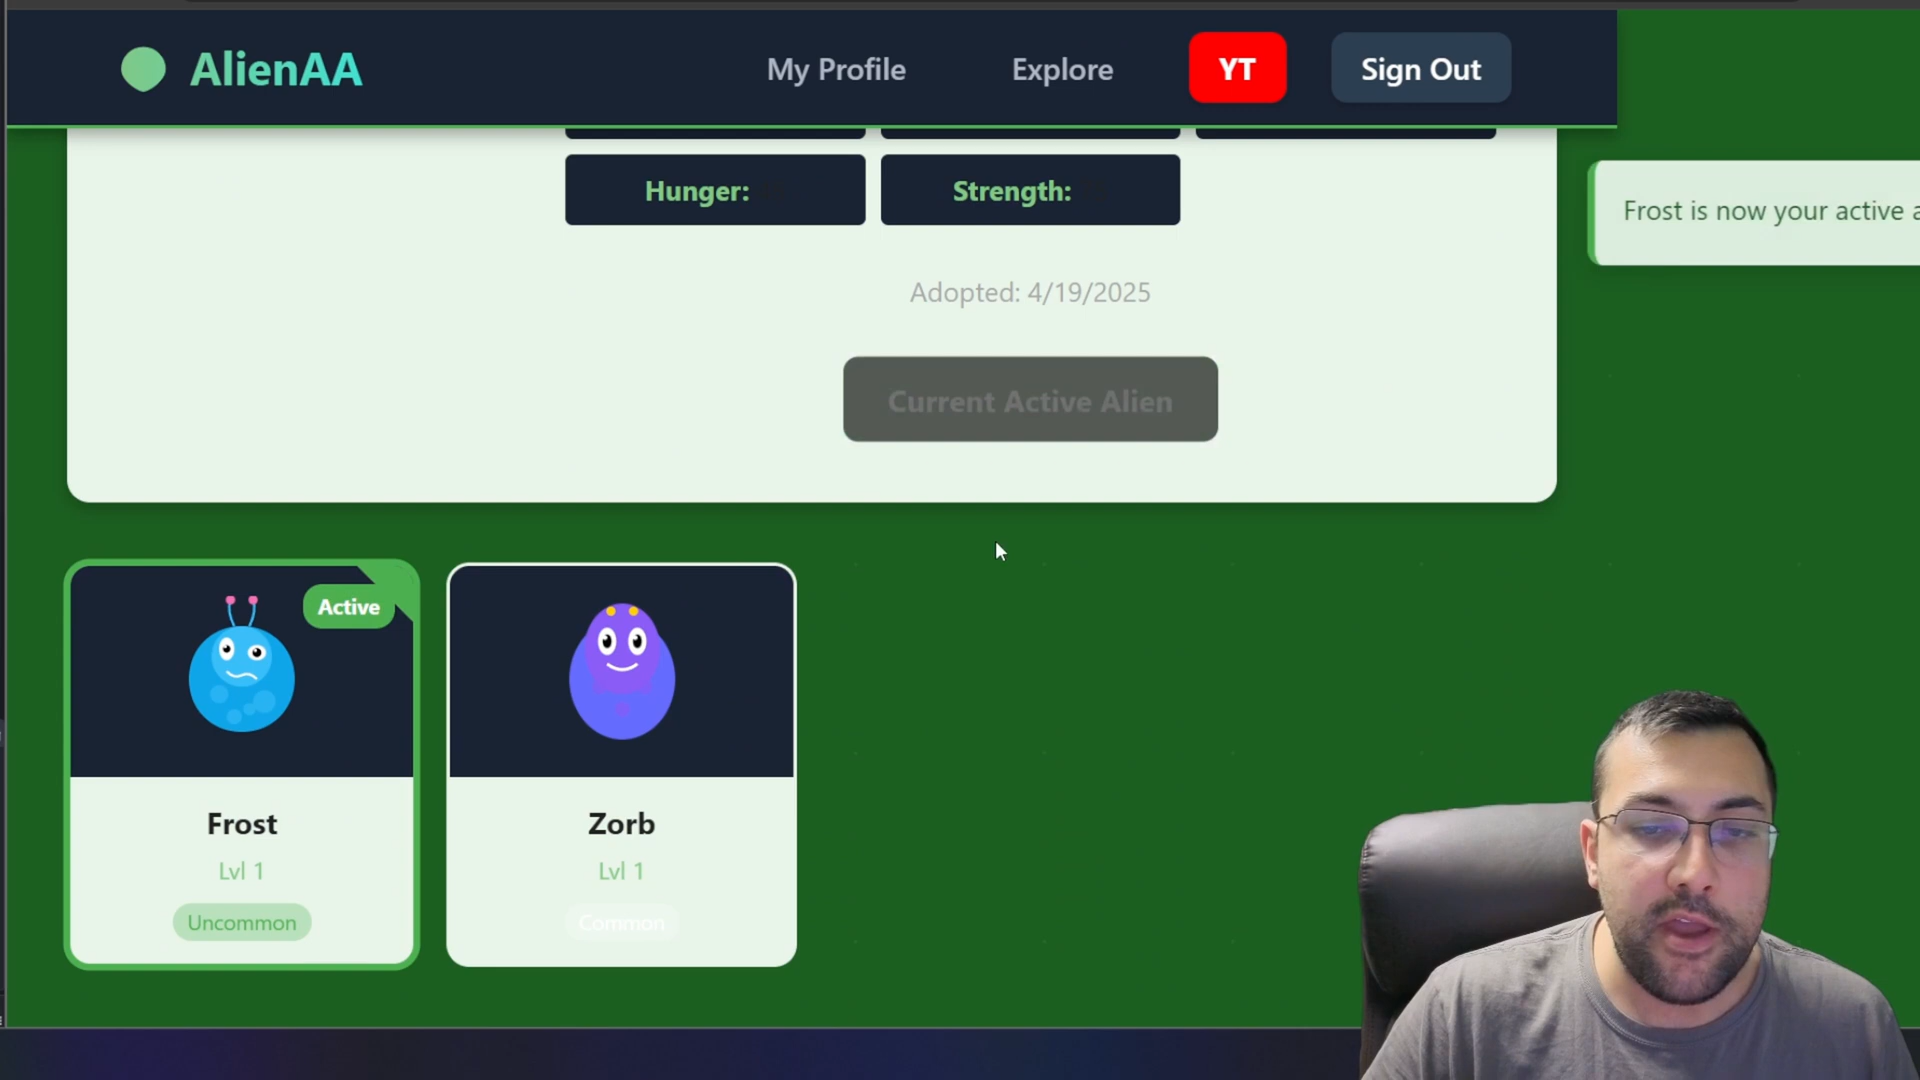 AlienAA
My Profile
Explore
YT
Sign Out
Hunger:
Strength:
Frost is now your active a
Adopted: 4/19/2025
Current Active Alien
Active
Frost
Lvl 1
Uncommon
Zorb
Lvl 1
Common